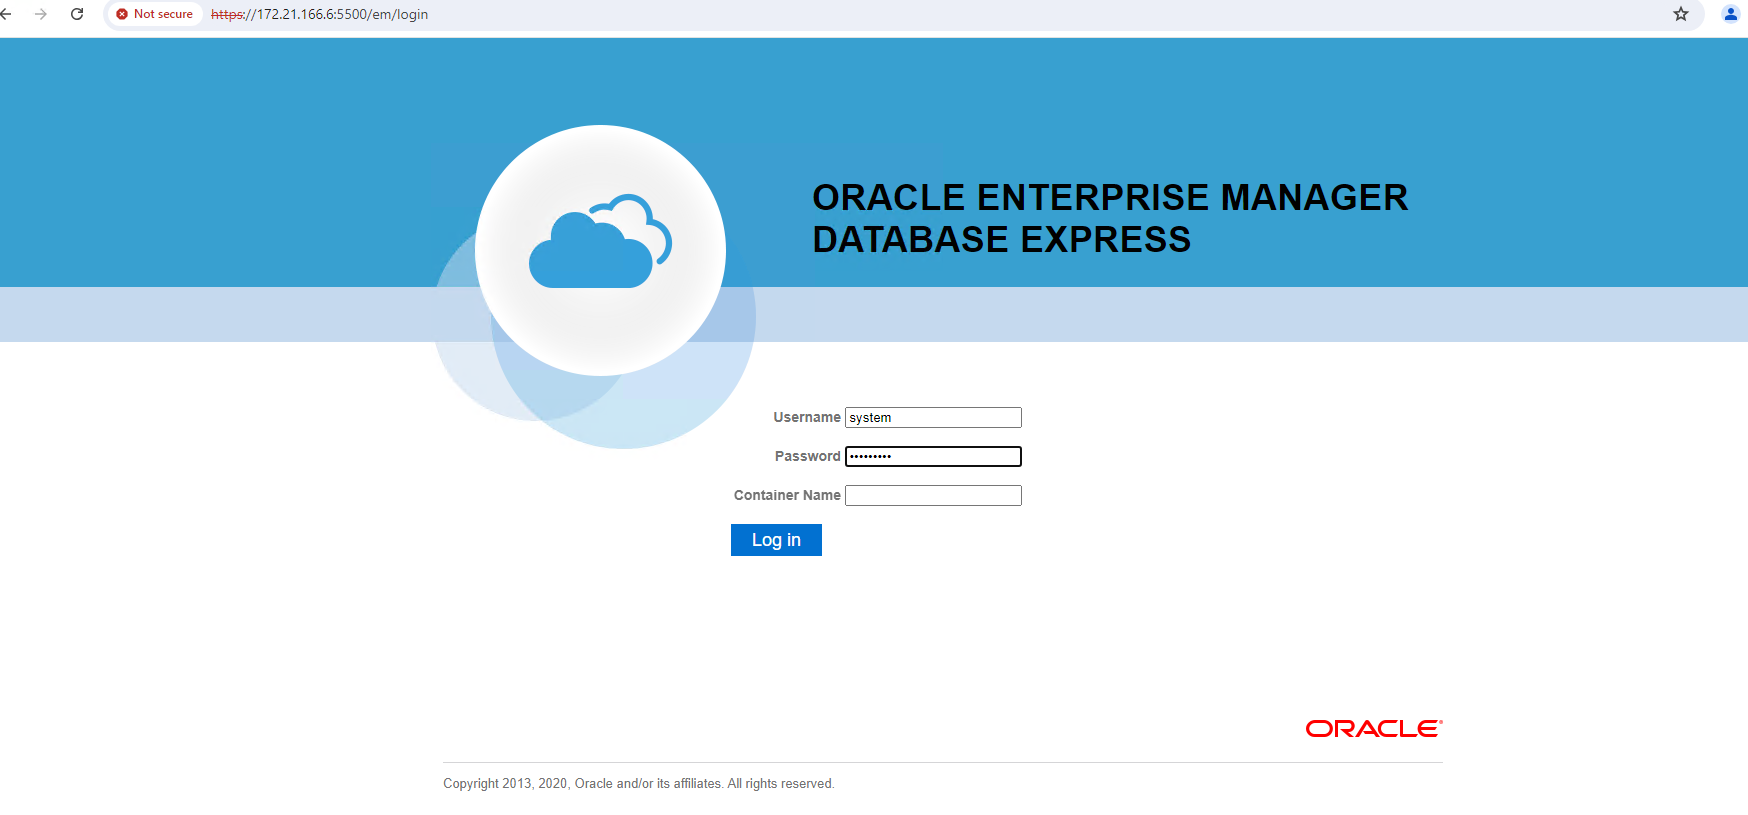 Not secure https://172.21.166.6:5500/em/login
ORACLE ENTERPRISE MANAGER
DATABASE EXPRESS
Username system
Password •••••••••
Container Name
Log in
ORACLE®
Copyright 2013, 2020, Oracle and/or its affiliates. All rights reserved.